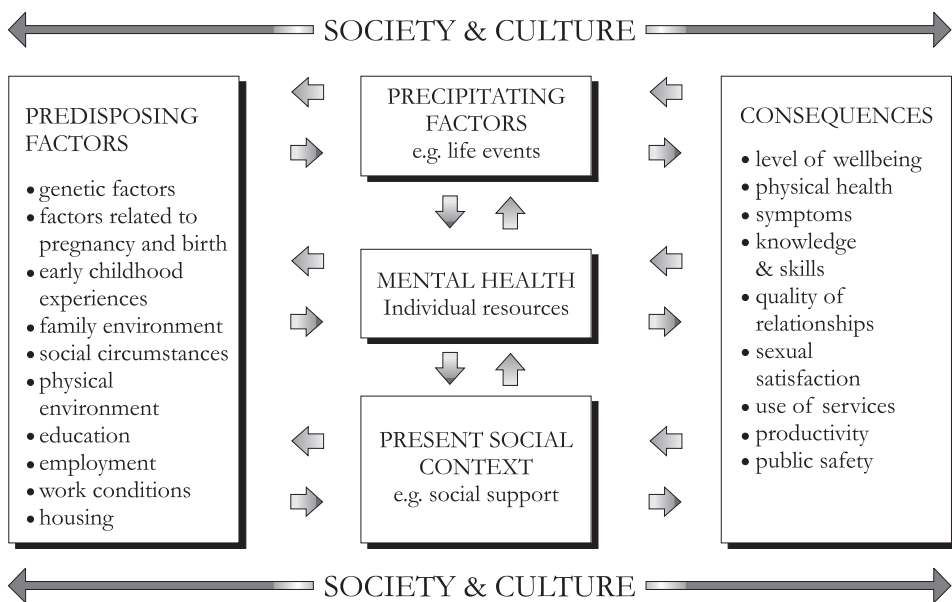 SOCIETY & CULTURE
PREDISPOSING
FACTORS
• genetic factors
• factors related to
pregnancy and birth
• early childhood
experiences
• family environment
• social circumstances
• physical
environment
• education
• employment
• work conditions
• housing
PRECIPITATING
FACTORS
e.g. life events
MENTAL HEALTH
Individual resources
PRESENT SOCIAL
CONTEXT
e.g. social support
CONSEQUENCES
• level of wellbeing
• physical health
• symptoms
• knowledge
& skills
• quality of
relationships
• sexual
satisfaction
• use of services
• productivity
• public safety
SOCIETY & CULTURE